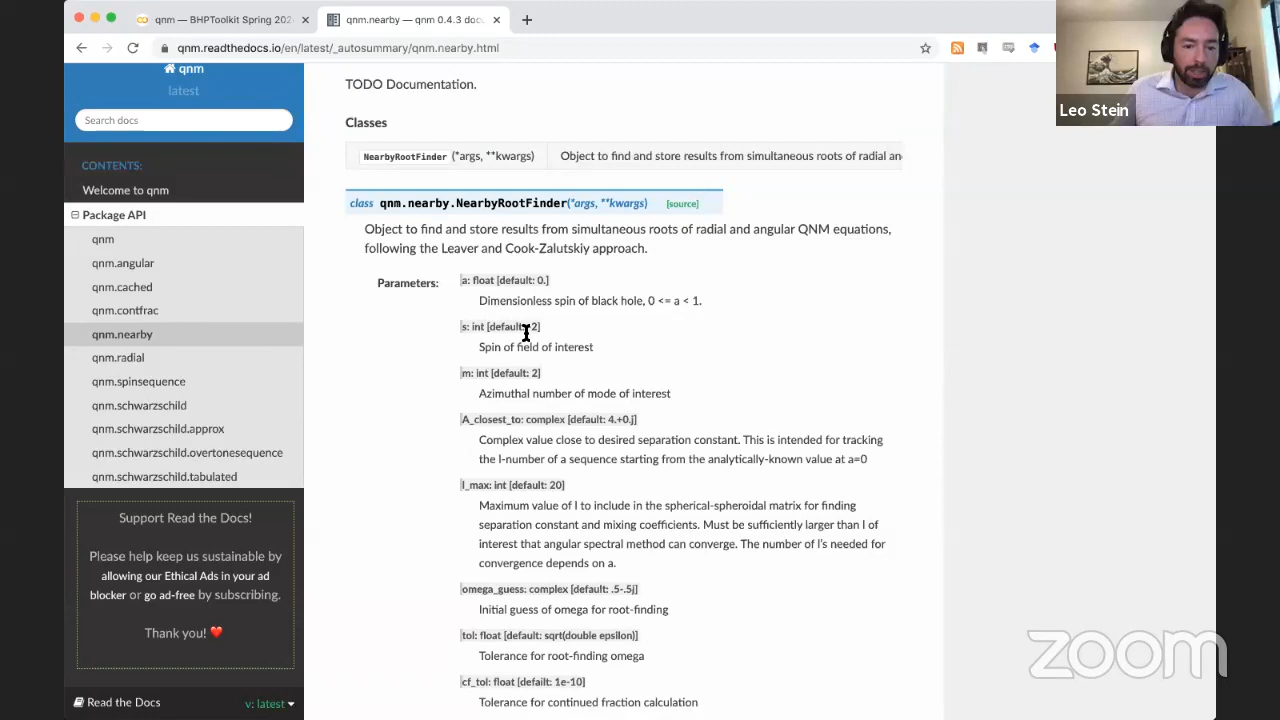 qnm — BHPToolkit Spring 202
qnm.nearby — qnm 0.4.3 docu
qnm.readthedocs.io/en/latest/_autosummary/qnm.nearby.html
Leo Stein
qnm
latest
Search docs
CONTENTS:
Welcome to qnm
Package API
qnm
qnm.angular
qnm.cached
qnm.contfrac
qnm.nearby
qnm.radial
qnm.spinsequence
qnm.schwarzschild
qnm.schwarzschild.approx
qnm.schwarzschild.overtonesequence
qnm.schwarzschild.tabulated
Support Read the Docs!
Please help keep us sustainable by
allowing our Ethical Ads in your ad
blocker or go ad-free by subscribing.
Thank you! ❤️
Read the Docs
v: latest
TODO Documentation.
Classes
NearbyRootFinder (*args, **kwargs)
Object to find and store results from simultaneous roots of radial an
class qnm.nearby.NearbyRootFinder(*args, **kwargs) [source]
Object to find and store results from simultaneous roots of radial and angular QNM equations,
following the Leaver and Cook-Zalutskiy approach.
Parameters:
a: float [default: 0.]
Dimensionless spin of black hole, 0 <= a < 1.
s: int [default: 2]
Spin of field of interest
m: int [default: 2]
Azimuthal number of mode of interest
A_closest_to: complex [default: 4.+0.j]
Complex value close to desired separation constant. This is intended for tracking
the l-number of a sequence starting from the analytically-known value at a=0
l_max: int [default: 20]
Maximum value of l to include in the spherical-spheroidal matrix for finding
separation constant and mixing coefficients. Must be sufficiently larger than l of
interest that angular spectral method can converge. The number of l's needed for
convergence depends on a.
omega_guess: complex [default: .5-.5j]
Initial guess of omega for root-finding
tol: float [default: sqrt(double epsilon)]
Tolerance for root-finding omega
cf_tol: float [defailt: 1e-10]
Tolerance for continued fraction calculation
zoom